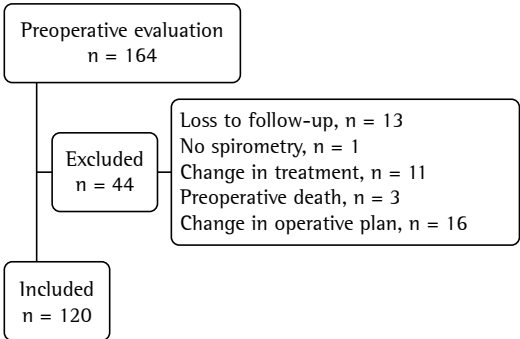 Preoperative evaluation
n = 164
Excluded
n = 44
Loss to follow-up, n = 13
No spirometry, n = 1
Change in treatment, n = 11
Preoperative death, n = 3
Change in operative plan, n = 16
Included
n = 120